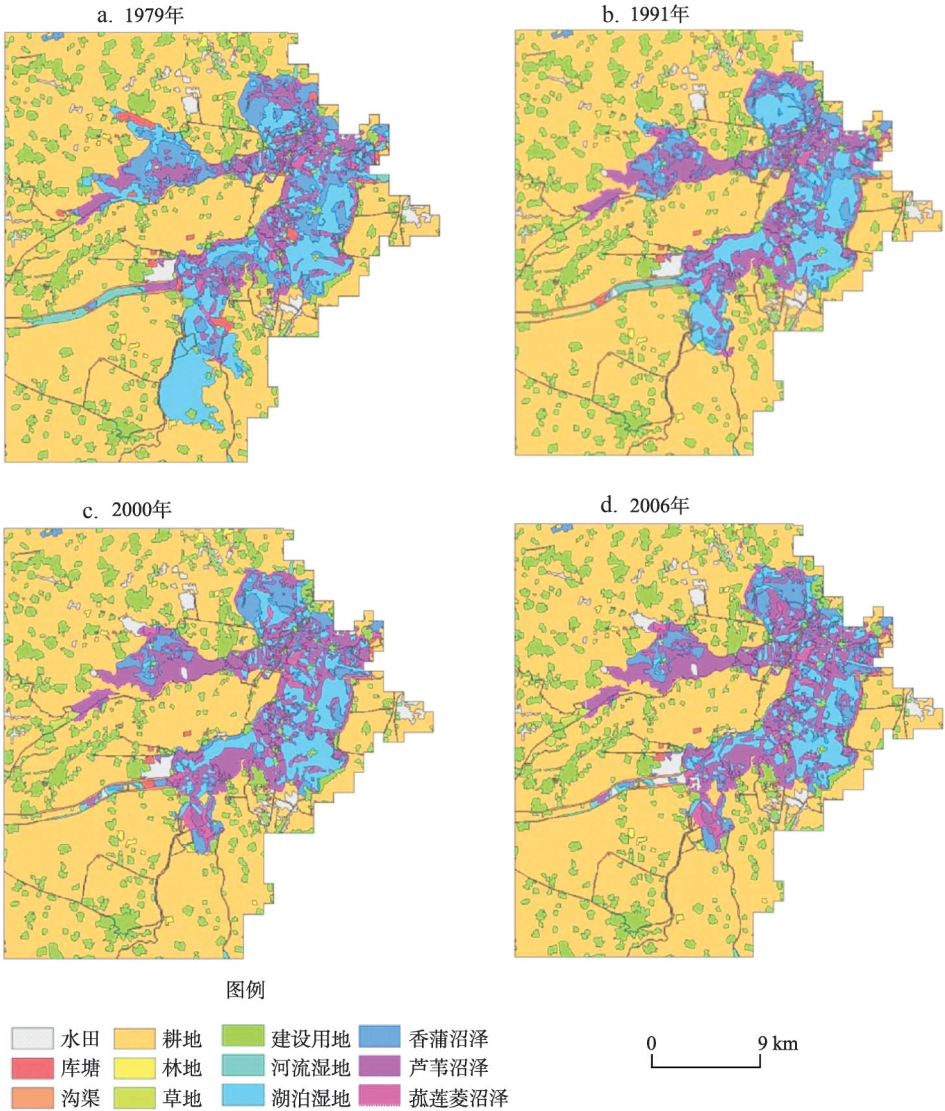 a. 1979年
b. 1991年
c. 2000年
d. 2006年
图例
水田 耕地 建设用地 香蒲沼泽
库塘 林地 河流湿地 芦苇沼泽
沟渠 草地 湖泊湿地 菰莲菱沼泽
0 9 km